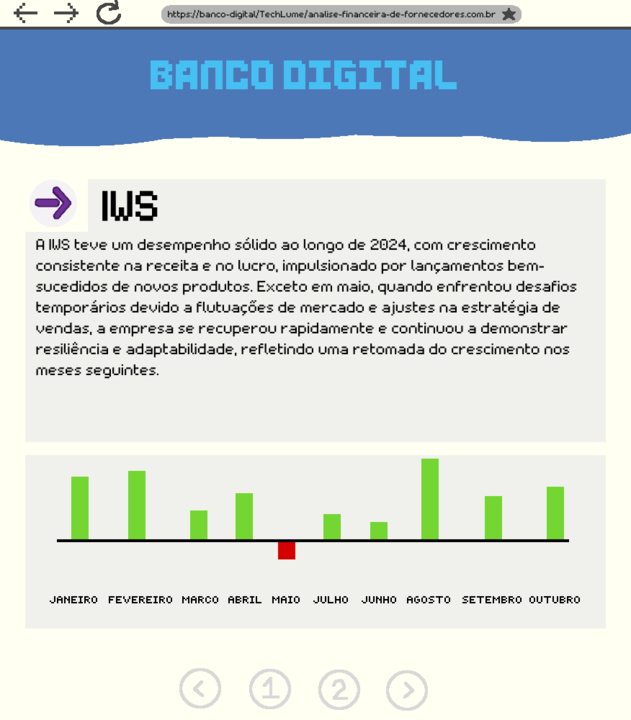 https://banco-digital/TechLume/analise-financeira-de-fornecedores.com.br
BANCO DIGITAL
IWS
A IWS teve um desempenho sólido ao longo de 2024, com crescimento
consistente na receita e no lucro, impulsionado por lançamentos bem-
sucedidos de novos produtos. Exceto em maio, quando enfrentou desafios
temporários devido a flutuações de mercado e ajustes na estratégia de
vendas, a empresa se recuperou rapidamente e continuou a demonstrar
resiliência e adaptabilidade, refletindo uma retomada do crescimento nos
meses seguintes.
JANEIRO FEVEREIRO MARCO ABRIL MAIO JULHO JUNHO AGOSTO SETEMBRO OUTUBRO
1 2